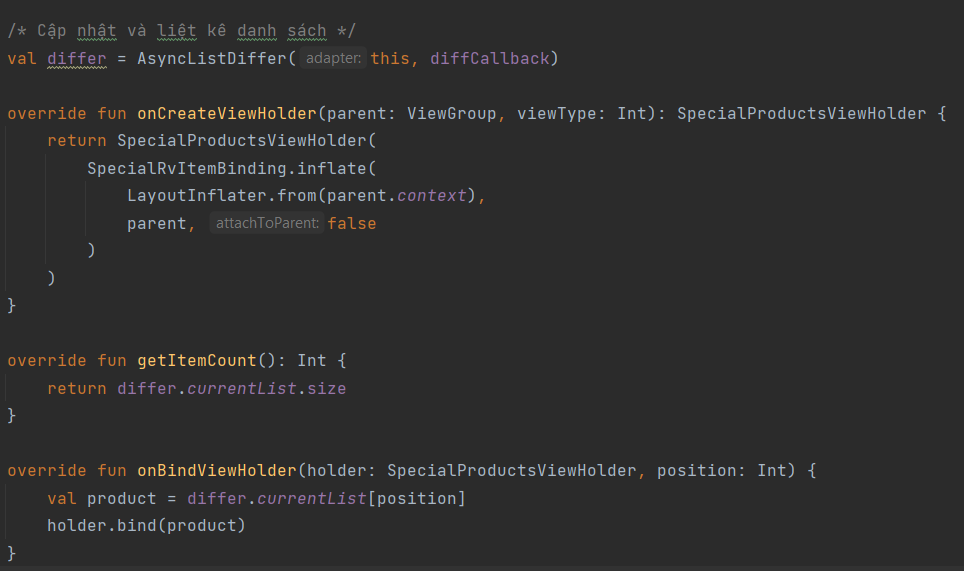 /* Cập nhật và liệt kê danh sách */
val differ = AsyncListDiffer( adapter: this, diffCallback)
override fun onCreateViewHolder(parent: ViewGroup, viewType: Int): SpecialProductsViewHolder {
return SpecialProductsViewHolder(
SpecialRvItemBinding.inflate(
LayoutInflater.from(parent.context),
parent, attachToParent: false
)
)
}
override fun getItemCount(): Int {
return differ.currentList.size
}
override fun onBindViewHolder(holder: SpecialProductsViewHolder, position: Int) {
val product = differ.currentList[position]
holder.bind(product)
}